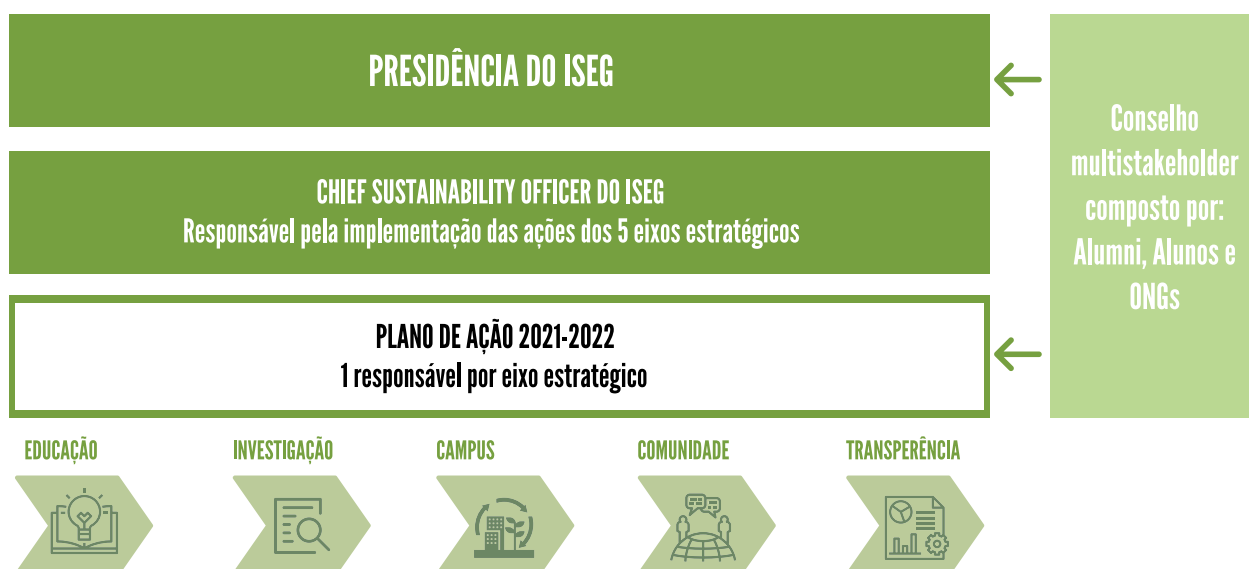 PRESIDÊNCIA DO ISEG
CHIEF SUSTAINABILITY OFFICER DO ISEG
Responsável pela implementação das ações dos 5 eixos estratégicos
PLANO DE AÇÃO 2021-2022
1 responsável por eixo estratégico
Conselho
multistakeholder
composto por:
Alumni, Alunos e
ONGs
EDUCAÇÃO
INVESTIGAÇÃO
CAMPUS
COMUNIDADE
TRANSPERÊNCIA